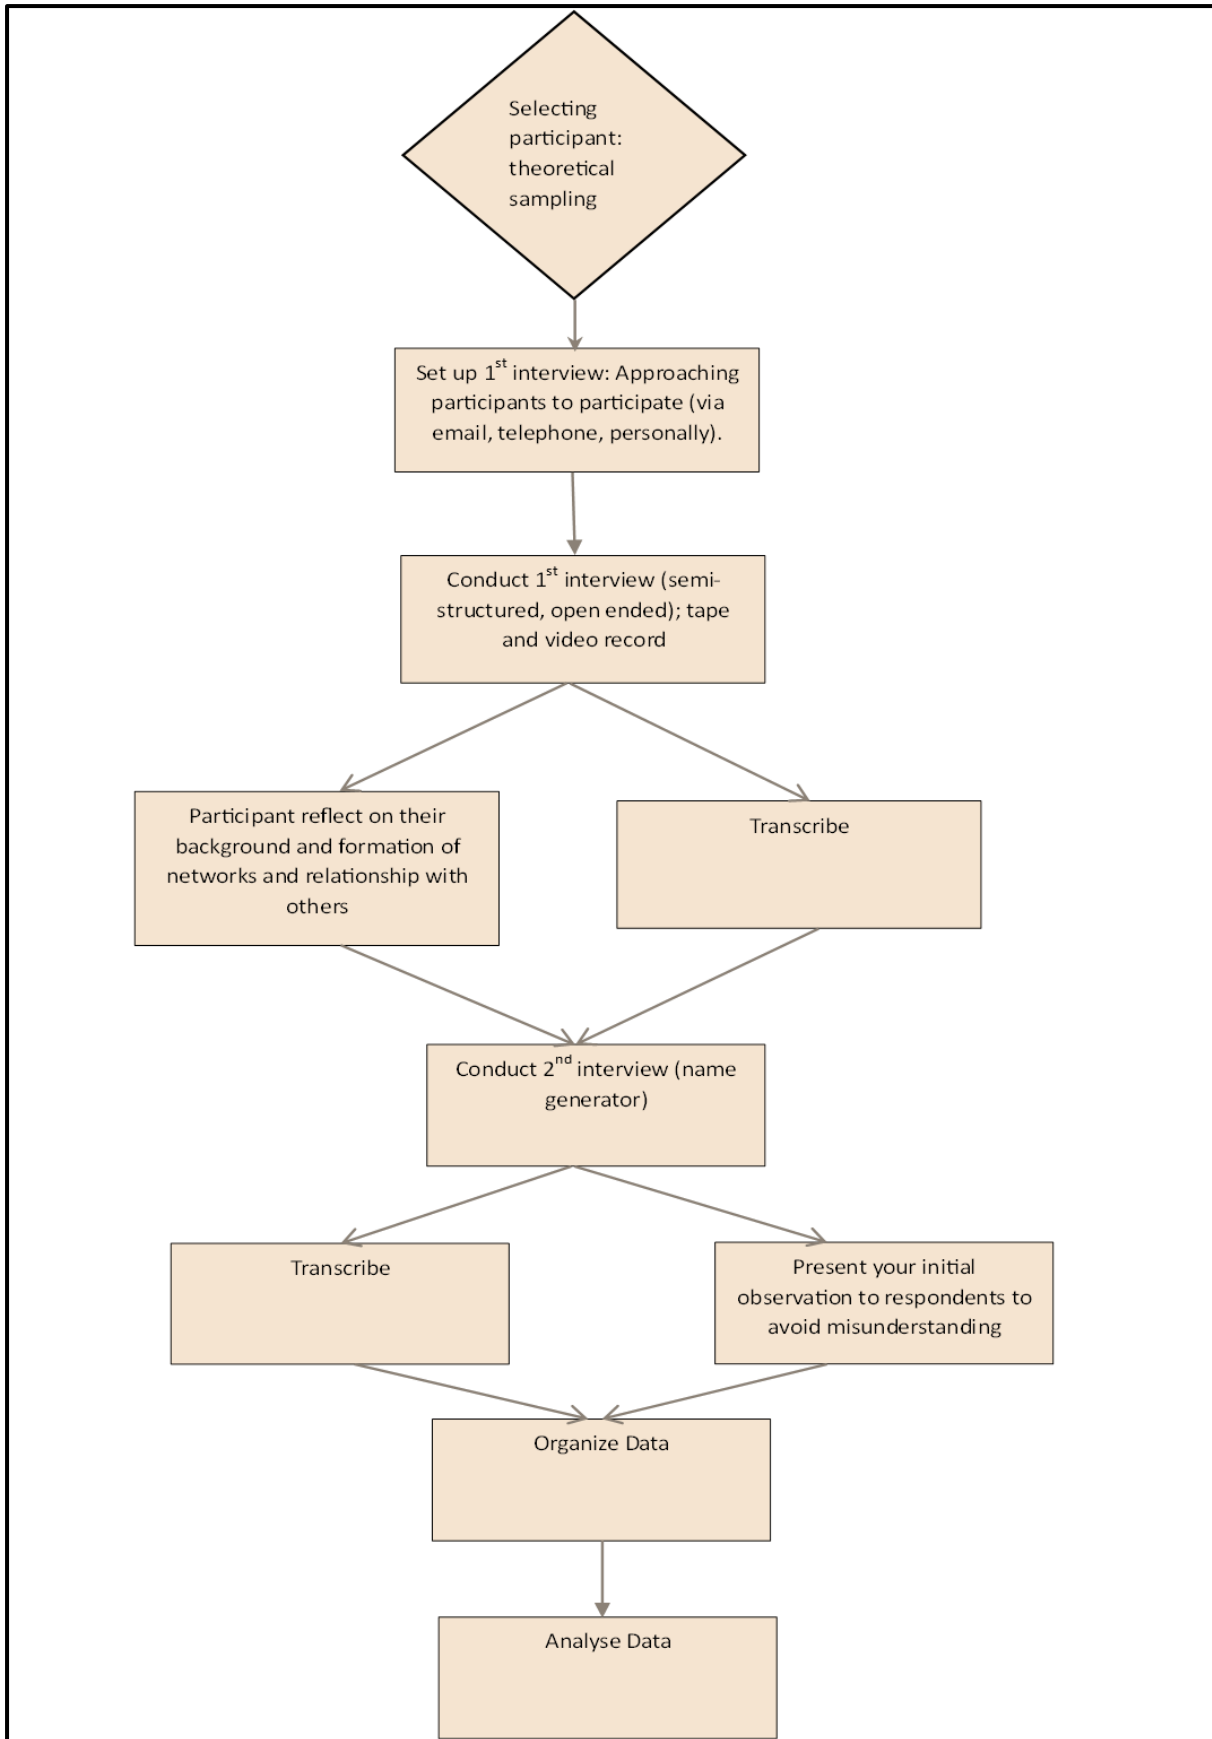 Selecting
participant:
theoretical
sampling
Set up 1st interview: Approaching
participants to participate (via
email, telephone, personally).
Conduct 1st interview (semi-
structured, open ended); tape
and video record
Participant reflect on their
background and formation of
networks and relationship with
others
Transcribe
Conduct 2nd interview (name
generator)
Transcribe
Present your initial
observation to respondents to
avoid misunderstanding
Organize Data
Analyse Data